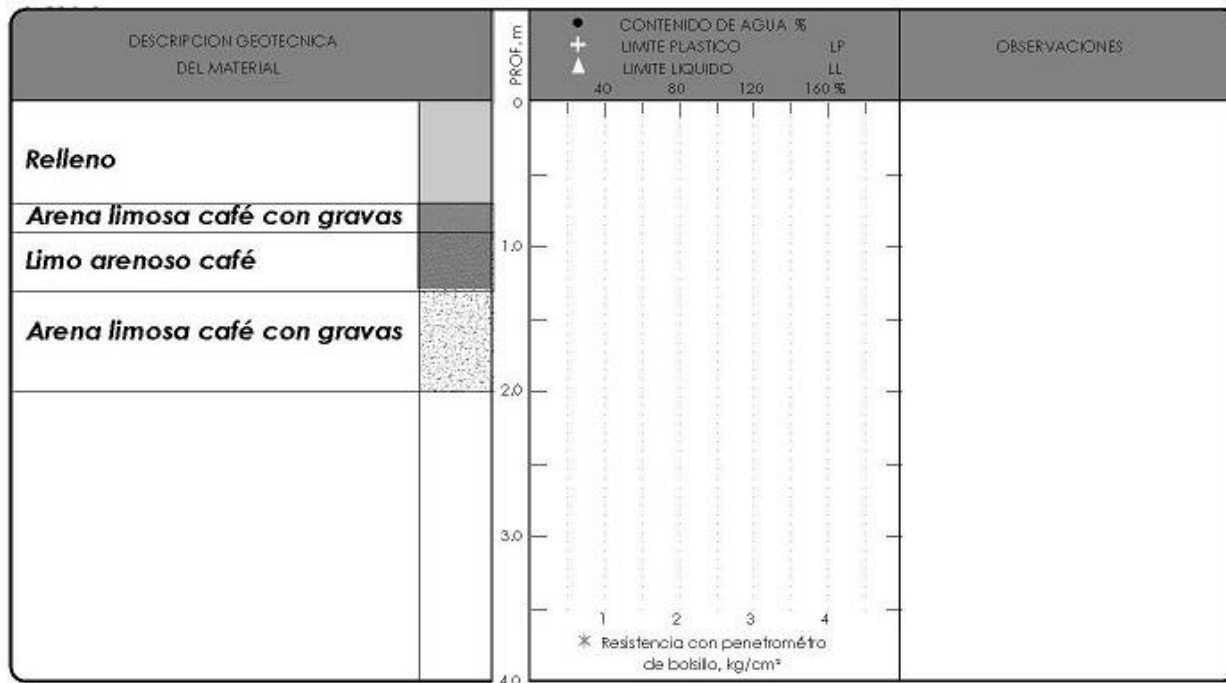 DESCRIPCION GEOTECNICA
DEL MATERIAL
PROF, m
CONTENIDO DE AGUA %
LIMITE PLASTICO LP
LIMITE LIQUIDO LL
40 80 120 160 %
OBSERVACIONES
0
Relleno
Arena limosa café con gravas
1.0
Limo arenoso café
Arena limosa café con gravas
2.0
3.0
1 2 3 4
Resistencia con penetrométro
de bolsillo, kg/cm²
4.0